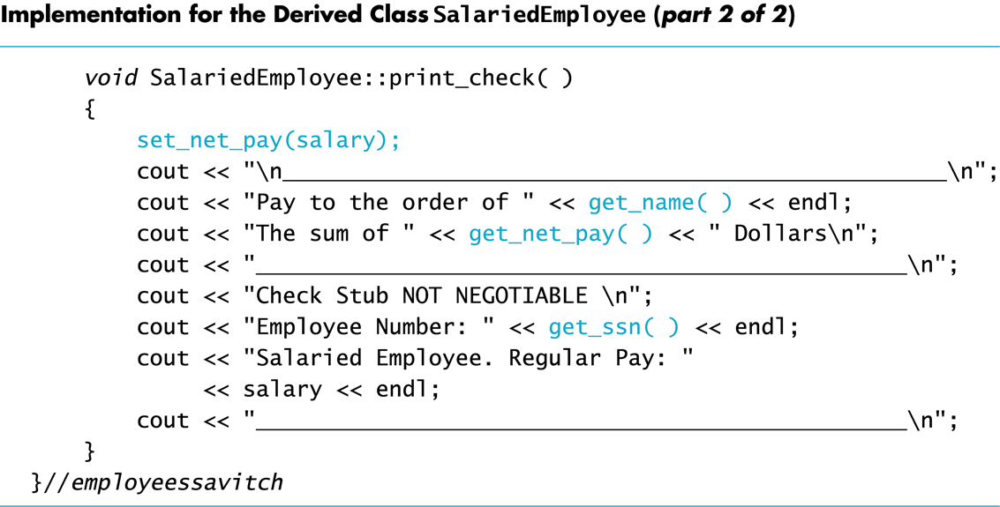 Implementation for the Derived Class SalariedEmployee (part 2 of 2)
void SalariedEmployee::print_check( )
{
set_net_pay(salary);
cout << "\n__________________________________________________\n";
cout << "Pay to the order of " << get_name( ) << endl;
cout << "The sum of " << get_net_pay( ) << " Dollars\n";
cout << "_________________________________________________\n";
cout << "Check Stub NOT NEGOTIABLE \n";
cout << "Employee Number: " << get_ssn( ) << endl;
cout << "Salaried Employee. Regular Pay: "
<< salary << endl;
cout << "_________________________________________________\n";
}
}//employeessavitch